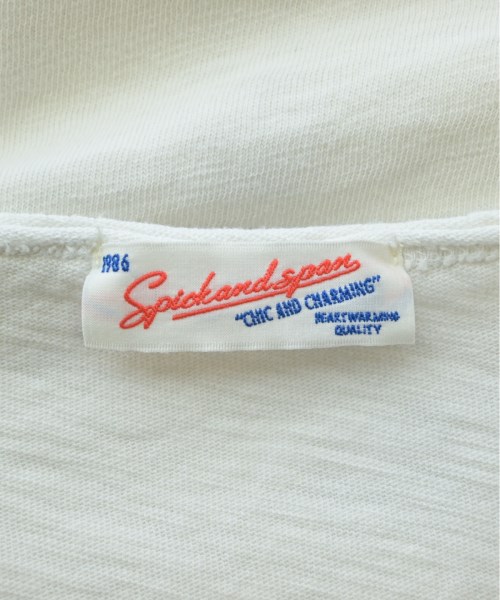 1986
Spickandspan
"CHIC AND CHARMING"
HEARTWARMING
QUALITY